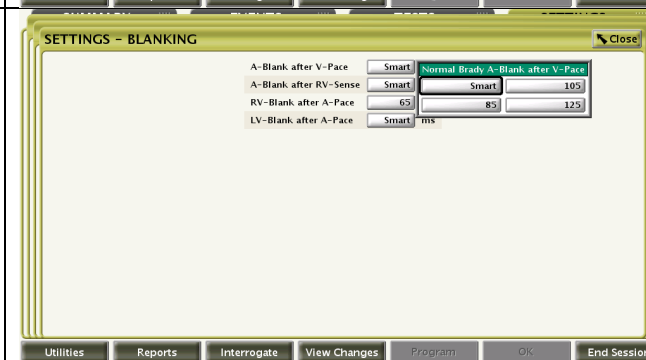 SETTINGS - BLANKING
Close
A-Blank after V-Pace Smart
Normal Brady A-Blank after V-Pace
A-Blank after RV-Sense Smart
Smart 105
RV-Blank after A-Pace 65
85 125
LV-Blank after A-Pace Smart ms
Utilities Reports Interrogate View Changes Program OK End Session